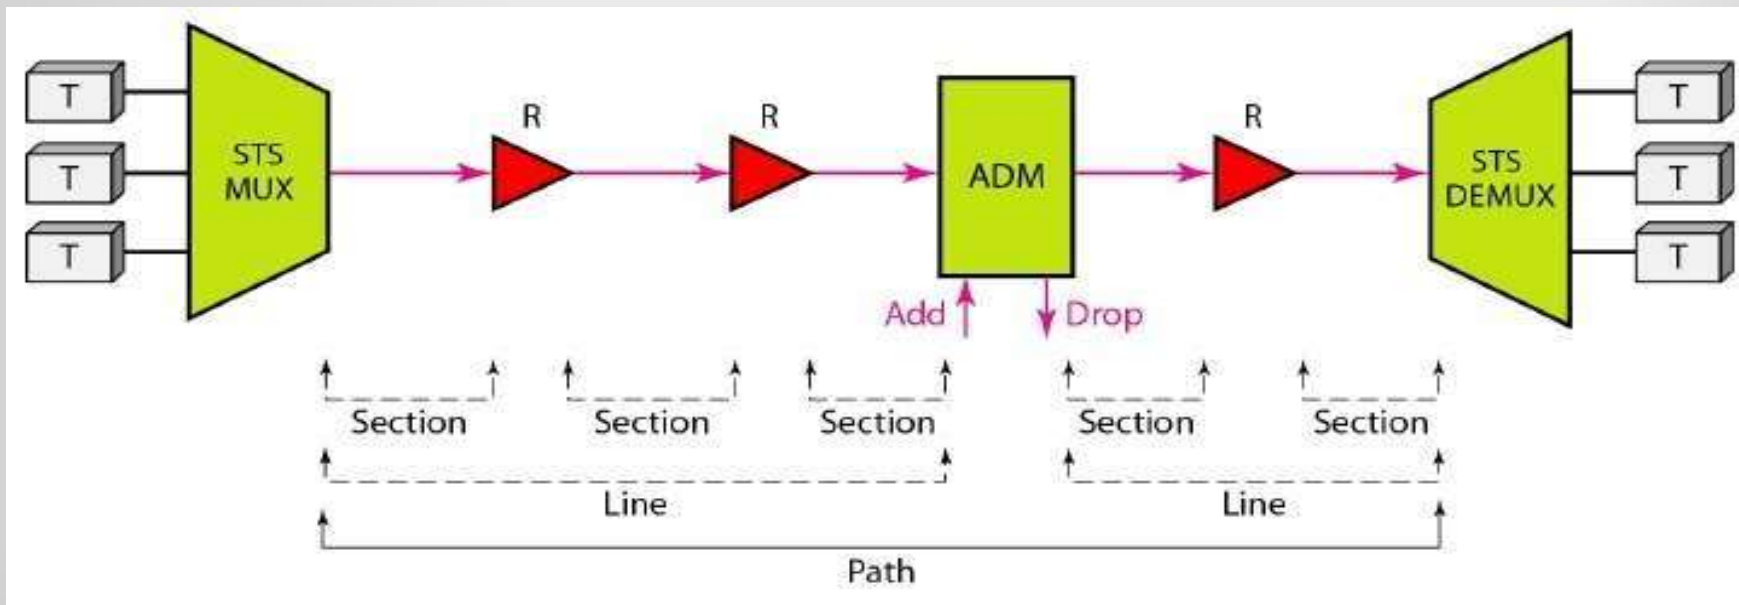 R
R
R
T
T
T
STS
MUX
ADM
STS
DEMUX
T
T
T
Add
Drop
Section
Section
Section
Section
Section
Line
Line
Path